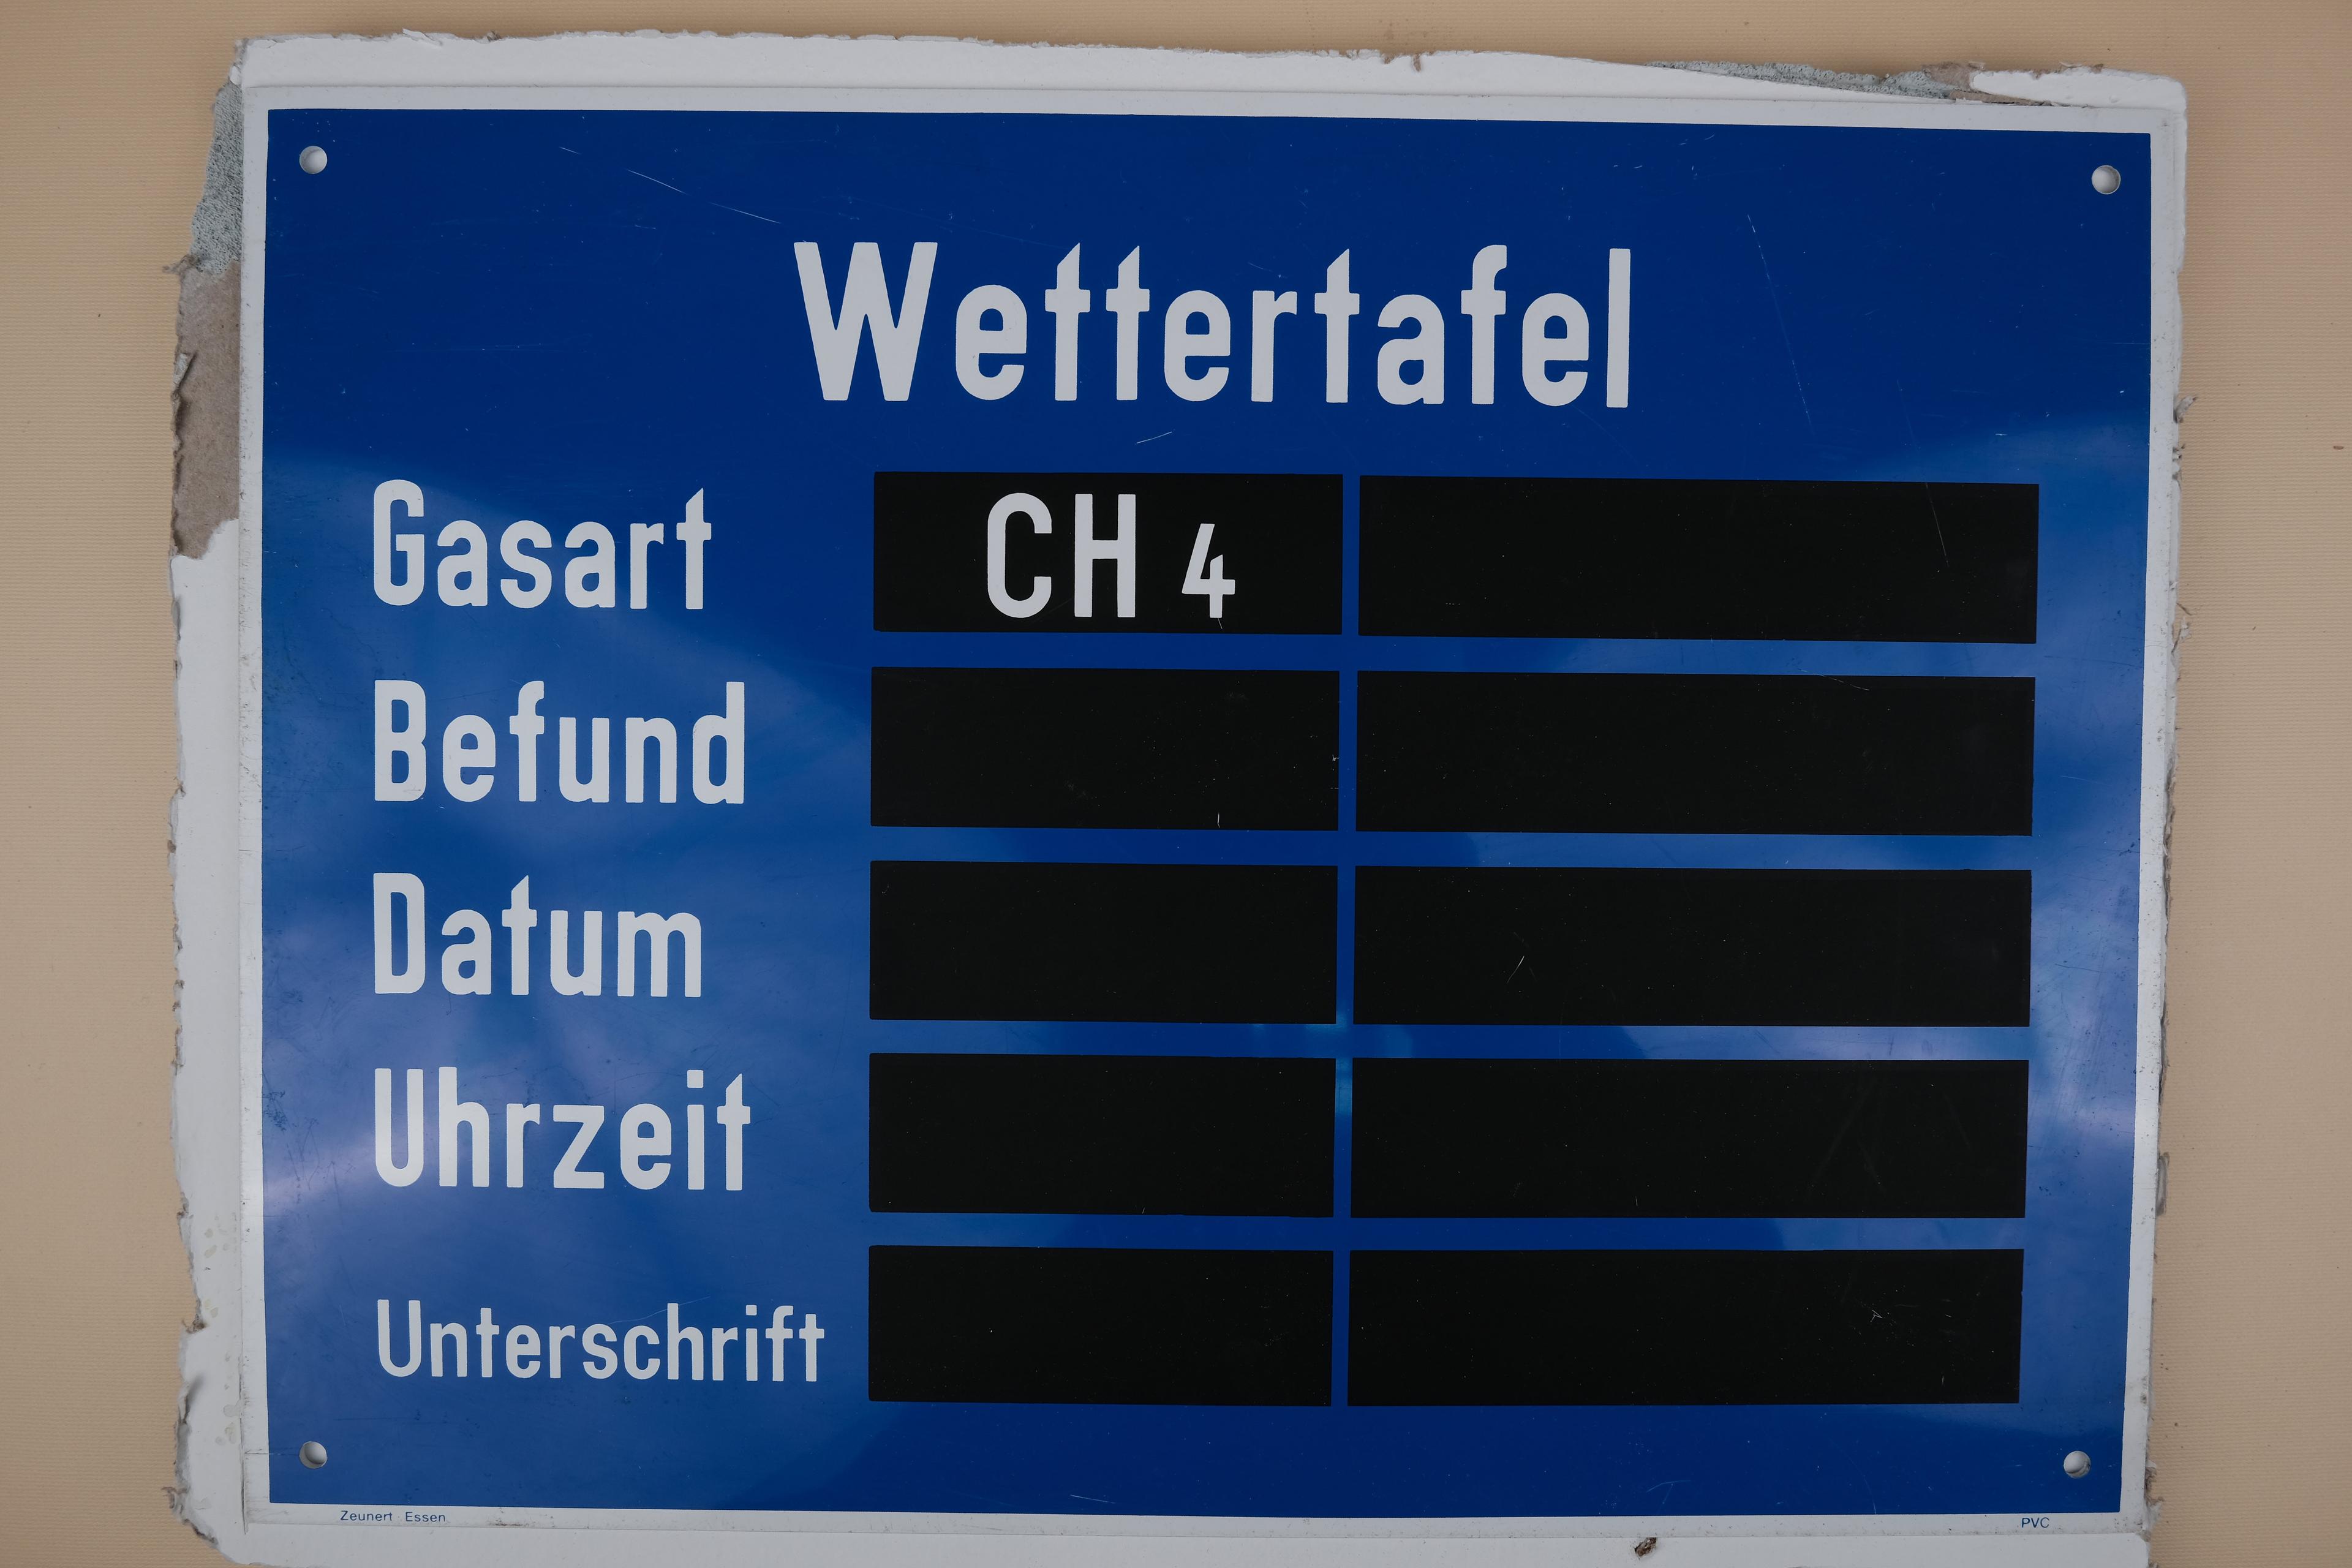 Wettertafel
Gasart CH 4
Befund
Datum
Uhrzeit
Unterschrift
Zeunert Essen PVC